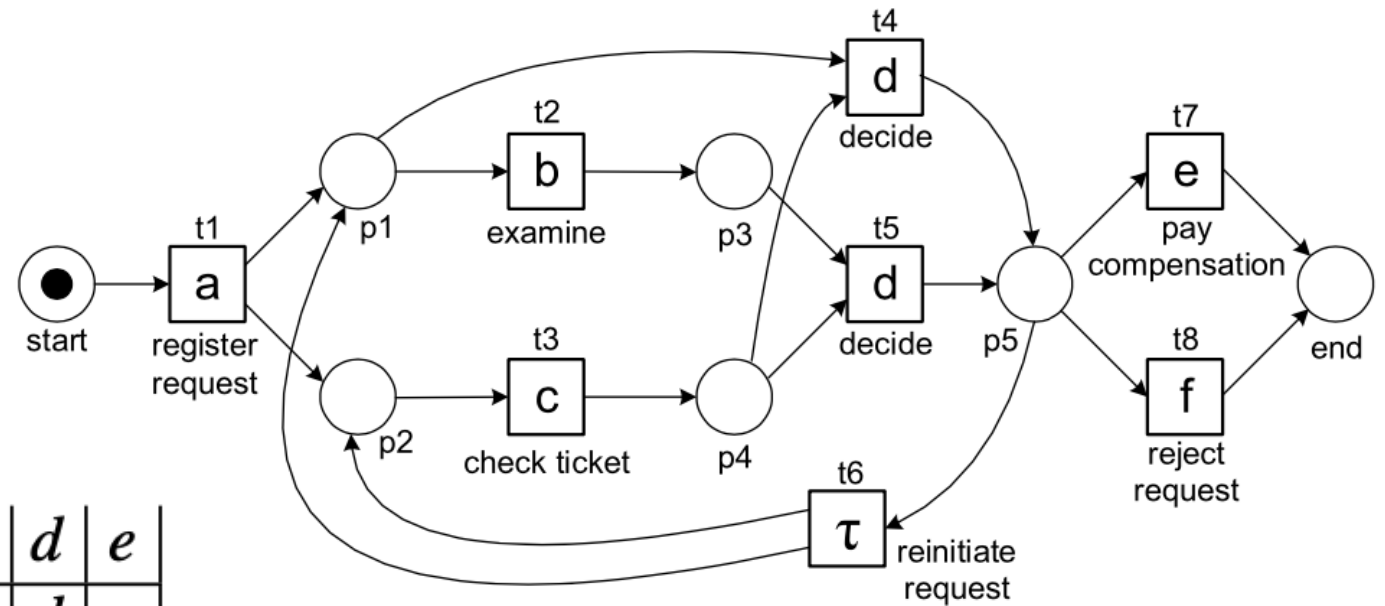 t4
d
decide
t2
b
examine
t7
e
pay
compensation
p1
p3
t1
a
register
request
start
t5
d
decide
p5
end
t3
c
check ticket
p2
p4
t8
f
reject
request
t6
τ
reinitiate
request
d e